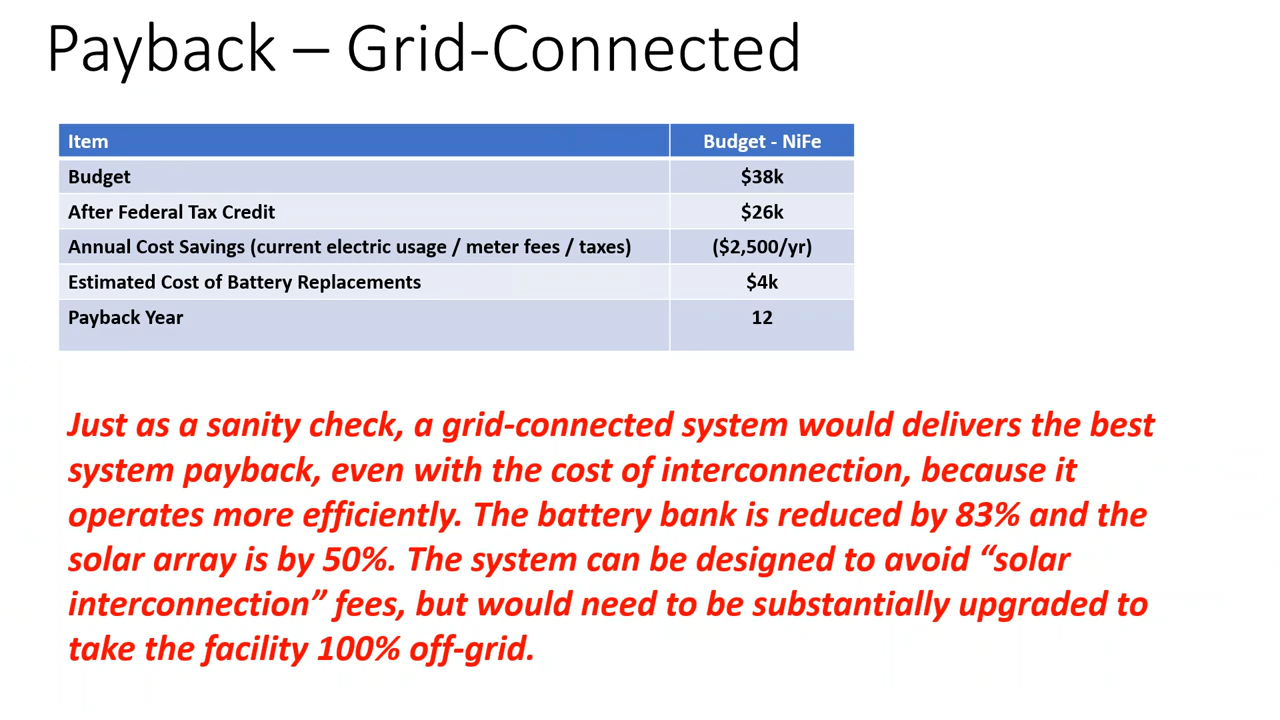 Payback – Grid-Connected
Item Budget - NiFe
Budget $38k
After Federal Tax Credit $26k
Annual Cost Savings (current electric usage / meter fees / taxes) ($2,500/yr)
Estimated Cost of Battery Replacements $4k
Payback Year 12
Just as a sanity check, a grid-connected system would delivers the best
system payback, even with the cost of interconnection, because it
operates more efficiently. The battery bank is reduced by 83% and the
solar array is by 50%. The system can be designed to avoid “solar
interconnection” fees, but would need to be substantially upgraded to
take the facility 100% off-grid.